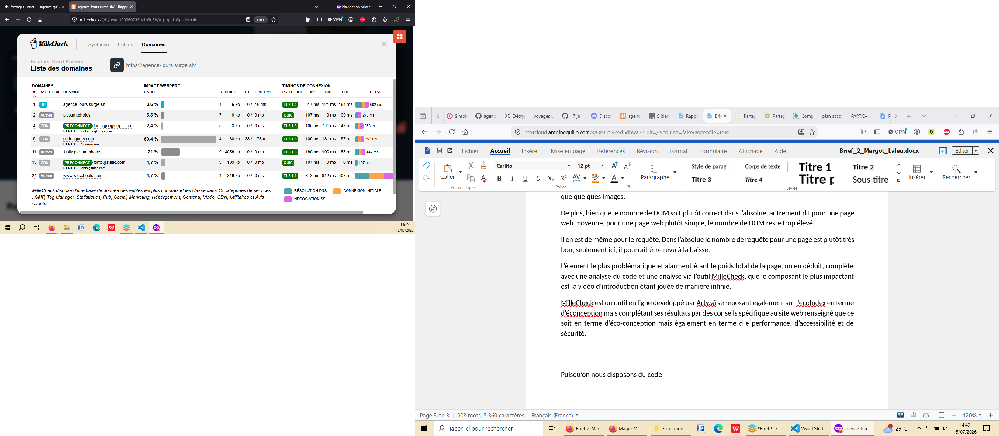 Voyages Lours - L'agence qui v
agence-lours.surge.sh/ - Rappo
Navigation privée
millecheck.ai/fr/result/20260715-v1p9n3h/#_pop_1p3p_domaines
110 %
VPN
ABP
MilleCheck
Synthèse
Entités
Domaines
First vs Third Parties
Liste des domaines
https://agence-lours.surge.sh/
DOMAINES
IMPACT WEBPERF
TIMINGS DE CONNEXION
# CATÉGORIE DOMAINE RATIO IR POIDS BT CPU TIME PROTOCOL DNS INIT. SSL TOTAL
1 1P agence-lours.surge.sh 3,6 % 4 6 ko 0 / 16 ms TLS 1.3 317 ms 121 ms 164 ms 602 ms
2 Autres picsum.photos 3,3 % 7 0 ko 0 / 0 ms QUIC 107 ms 0 ms 169 ms 276 ms
4 CDN PRECONNECT fonts.googleapis.com 2,4 % 5 3 ko 0 / 0 ms TLS 1.3 105 ms 111 ms 147 ms 363 ms
↳ ENTITE : fonts.googleapis.com
5 CDN code.jquery.com 60,4 % 4 30 ko 133 / 178 ms TLS 1.3 105 ms 131 ms 157 ms 393 ms
↳ ENTITE : *.jquery.com
11 Autres fastly.picsum.photos 21 % 9 4858 ko 0 / 0 ms TLS 1.3 186 ms 106 ms 155 ms 447 ms
13 CDN PRECONNECT fonts.gstatic.com 4,7 % 9 109 ko 0 / 0 ms QUIC 107 ms 0 ms 0 ms 107 ms
↳ ENTITE : fonts.gstatic.com
21 Autres www.w3schools.com 4,7 % 4 819 ko 0 / 0 ms TLS 1.3 613 ms 612 ms 503 ms
MilleCheck dispose d'une base de donnée des entités les plus connues et les classe dans 13 catégories de services
: CMP, Tag Manager, Statistiques, Pub, Social, Marketing, Hébergement, Contenu, Vidéo, CDN, Utilitaires et Avis
Clients.
RÉSOLUTION DNS
CONNEXION INITIALE
NÉGOCIATION SSL
14:49
15/07/2026
Simpl
agenc
Décry
Voyages L
17 juil
Discor
agenc
S'iden
Rappo
Brie
Partag
Partag
Comp
plan accor
PARTIE~1.
P
nextcloud.antoineguillo.com/s/QNCpNZed6dbwaS2?dir=/&editing=false&openfile=true
VPN
ABP
Fichier
Accueil
Insérer
Mise en page
Références
Révision
Format
Formulaire
Affichage
Aide
Brief_2_Margot_Laleu.docx
Éditer
Coller
Presse-papier
Carlito
12 pt
Police
Paragraphe
Style de parag
Corps de texte
Titre 1
Titre 2
Titre 3
Titre 4
Titre p
Sous-titre
Styles
Insérer
Rechercher
que quelques images.
De plus, bien que le nombre de DOM soit plutôt correct dans l'absolue, autrement dit pour une page
web moyenne, pour une page web plutôt simple, le nombre de DOM reste trop élevé.
Il en est de même pour le requête. Dans l'absolue le nombre de requête pour une page est plutôt très
bon, seulement ici, il pourrait être revu à la baisse.
L'élément le plus problématique et alarment étant le poids total de la page, on en déduit, complété
avec une analyse du code et une analyse via l'outil MilleCheck, que le composant le plus impactant
est la vidéo d'introduction étant jouée de manière infinie.
MilleCheck est un outil en ligne développé par Artwaï se reposant également sur l'ecoIndex en terme
d'éconception mais complétant ses résultats par des conseils spécifique au site web renseigné que ce
soit en terme d'éco-conception mais également en terme d e performance, d'accessibilité et de
sécurité.
Puisqu'on nous disposons du code
Page 3 de 3
903 mots, 5 360 caractères
Français (France)
120%
Taper ici pour rechercher
Brief_2_Mar...
MagicCV —...
Formation_...
*Brief_9_7_...
Visual Studi...
agence-lou...
6
29°C
14:49
15/07/2026